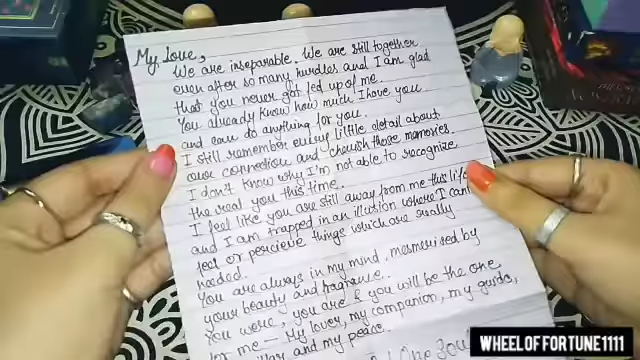 My Love,
We are inseparable. We are still together
even after so many hurdles and I am glad
that you never got fed up of me.
You already know how much I love you
and can do anything for you.
I still remember every little detail about
our connection and cherish those memories.
I don't know why I'm not able to recognize
the real you this time.
I feel like you are still away from me this life
and I am trapped in an illusion where I can't
feel or percieve things which are really
needed.
You are always in my mind, mesmerised by
your beauty and fragrance.
You were, you are & you will be the one
for me — My lover, my companion, my guide,
and my peace.
WHEEL OF FORTUNE1111